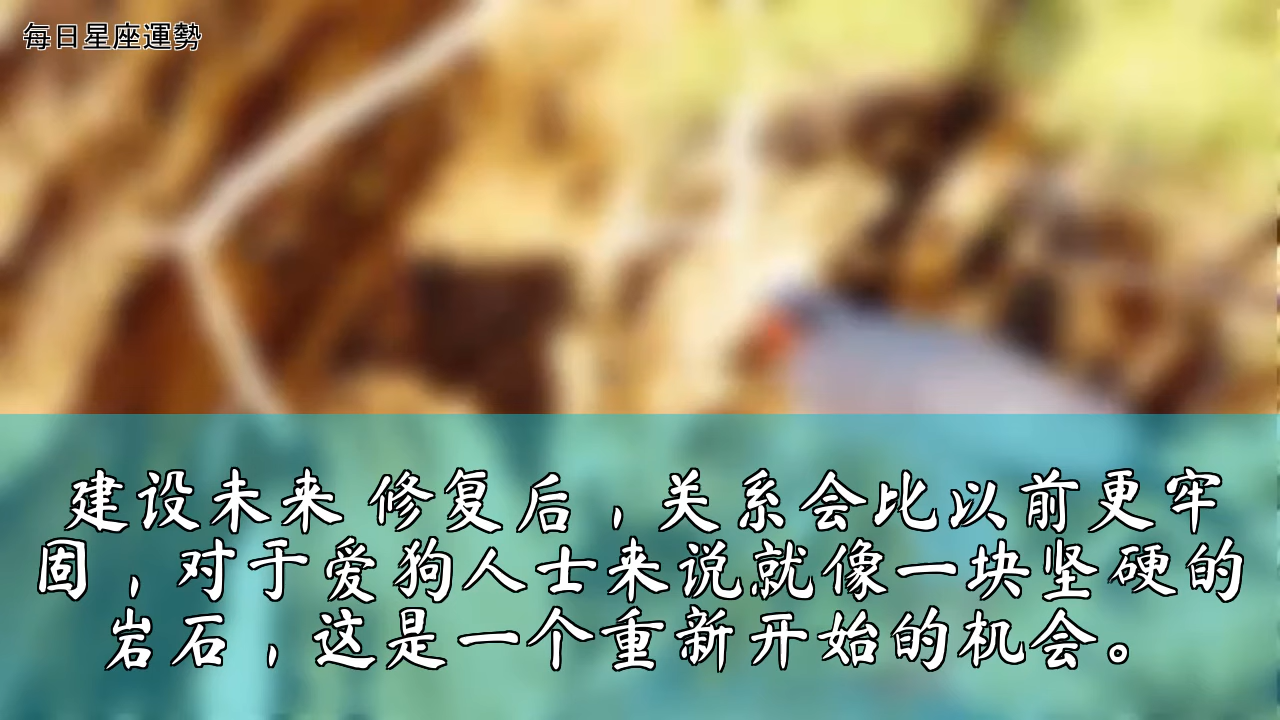 每日星座運勢
建设未来 修复后，关系会比以前更牢
固，对于爱狗人士来说就像一块坚硬的
岩石，这是一个重新开始的机会。